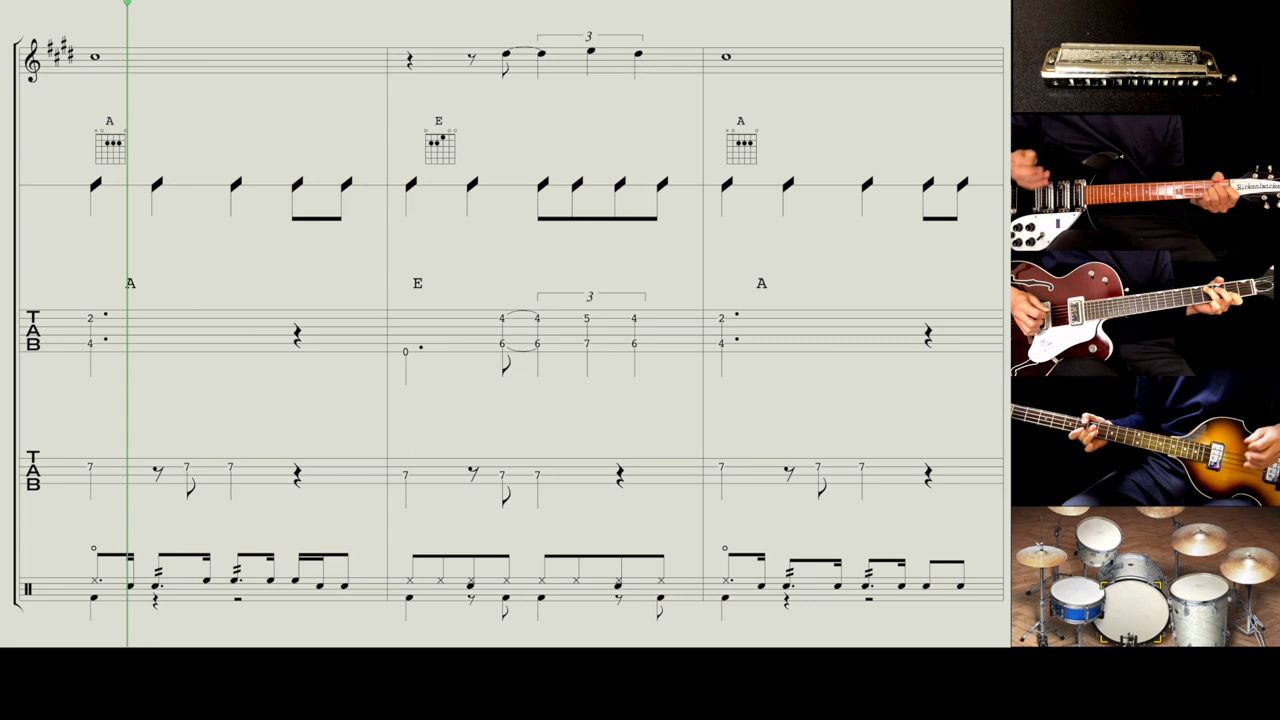 3
A E A
A E A
3
T 2 4 4 5 4 2
A
B 4 0 6 6 7 6 4
T 7 7 7 7 7 7
A 7 7 7
B
Rickenbacker